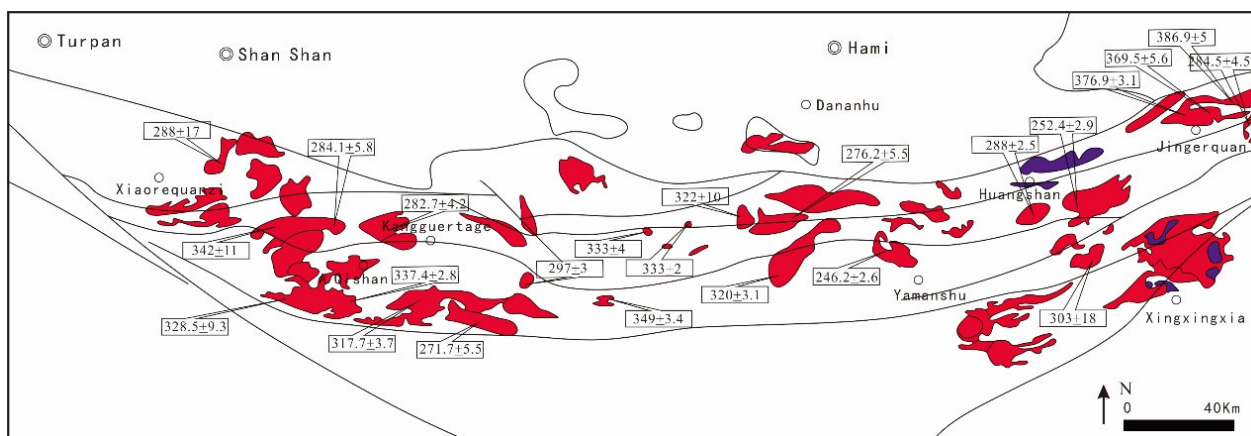 Turpan
Shan Shan
Hami
Dananhu
386.9±5
369.5±5.6
284.5±4.5
376.9±3.1
288±17
284.1±5.8
252.4±2.9
Jingerquan
Xiaorequanzi
276.2±5.5
288±2.5
Huangshan
282.7±4.2
322±10
Kangguertage
342±11
333±4
333±2
297±3
337.4±2.8
320±3.1
246.2±2.6
Yamanshu
328.5±9.3
317.7±3.7
271.7±5.5
349±3.4
303±18
Xingxingxia
N
0
40Km